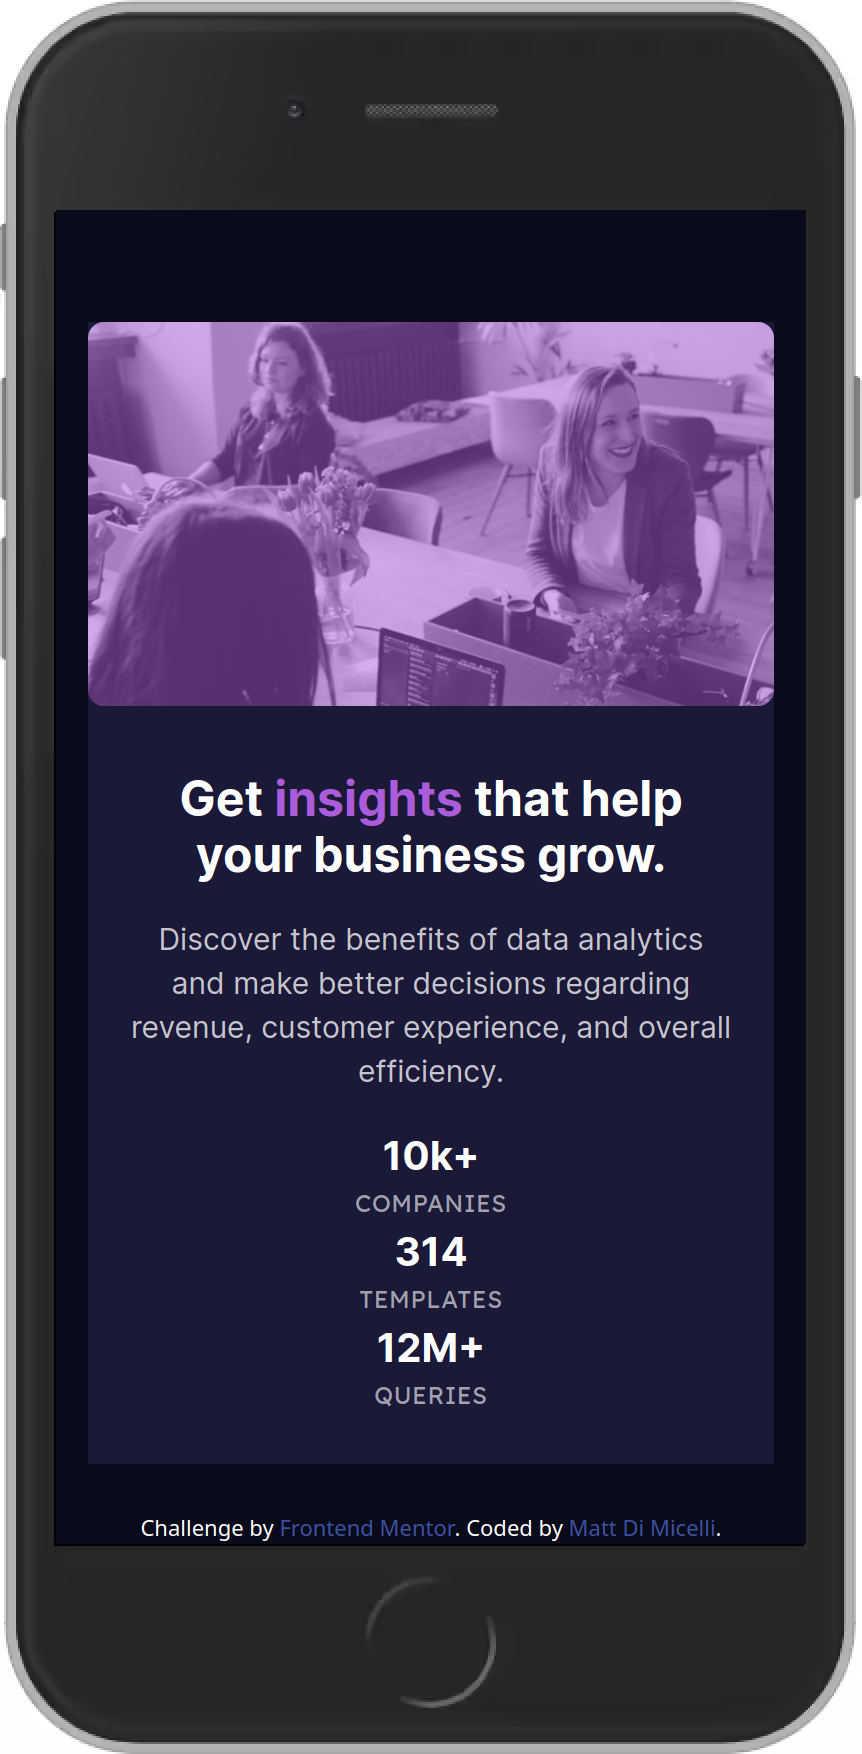 Get insights that help
your business grow.
Discover the benefits of data analytics
and make better decisions regarding
revenue, customer experience, and overall
efficiency.
10k+
COMPANIES
314
TEMPLATES
12M+
QUERIES
Challenge by Frontend Mentor. Coded by Matt Di Micelli.